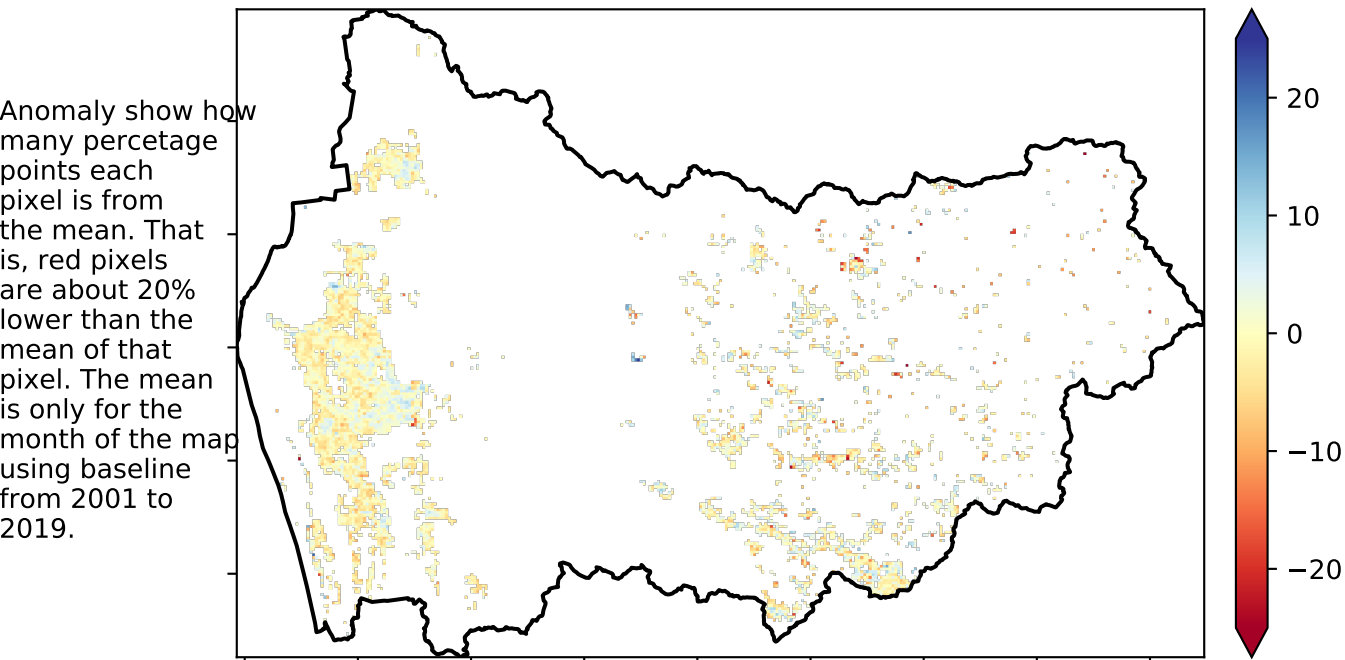 Anomaly show how
many percetage
points each
pixel is from
the mean. That
is, red pixels
are about 20%
lower than the
mean of that
pixel. The mean
is only for the
month of the map
using baseline
from 2001 to
2019.
20
10
0
−10
−20